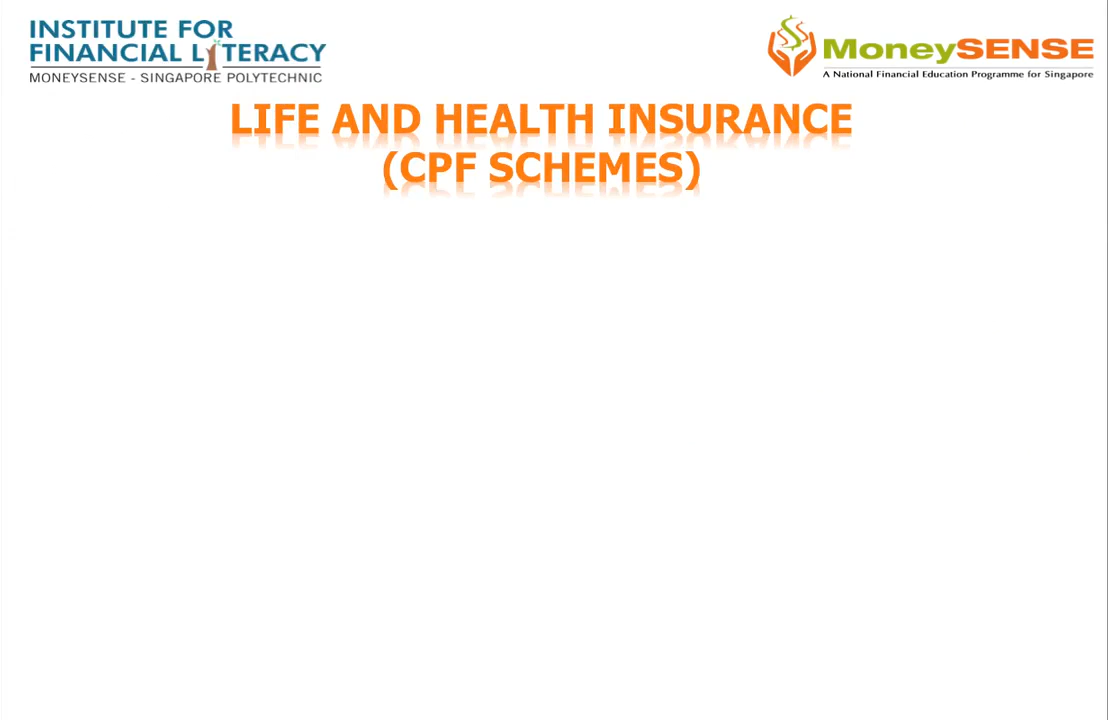 INSTITUTE FOR
FINANCIAL LITERACY
MONEYSENSE - SINGAPORE POLYTECHNIC
MoneySENSE
A National Financial Education Programme for Singapore
LIFE AND HEALTH INSURANCE
(CPF SCHEMES)